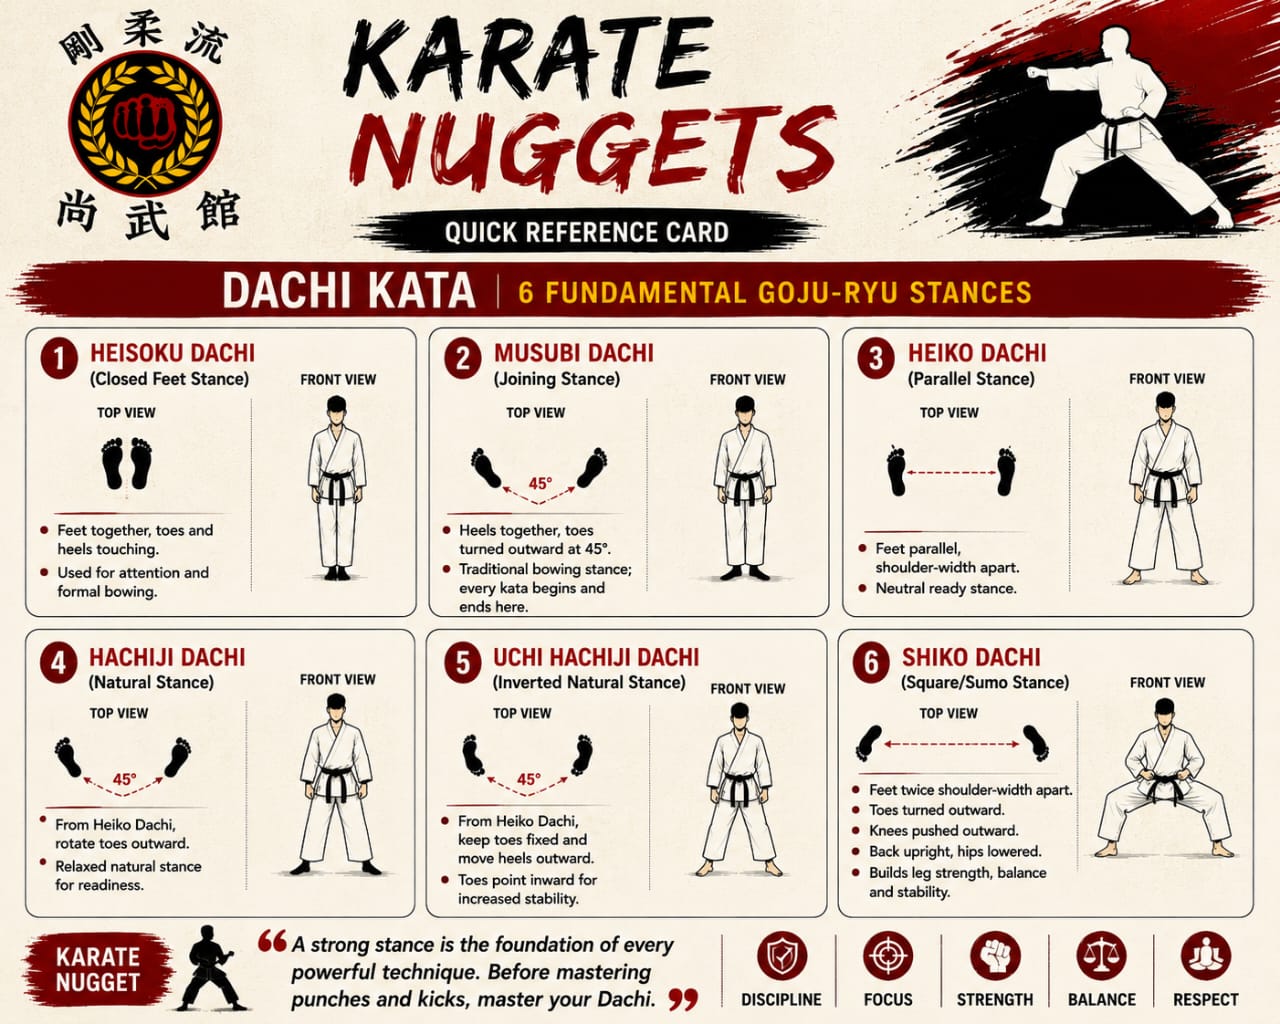 剛柔流
尚武館
KARATE
NUGGETS
QUICK REFERENCE CARD
DACHI KATA | 6 FUNDAMENTAL GOJU-RYU STANCES
1 HEISOKU DACHI
(Closed Feet Stance)
FRONT VIEW
TOP VIEW
• Feet together, toes and
heels touching.
• Used for attention and
formal bowing.
2 MUSUBI DACHI
(Joining Stance)
FRONT VIEW
TOP VIEW
45°
• Heels together, toes
turned outward at 45°.
• Traditional bowing stance;
every kata begins and
ends here.
3 HEIKO DACHI
(Parallel Stance)
FRONT VIEW
TOP VIEW
• Feet parallel,
shoulder-width apart.
• Neutral ready stance.
4 HACHIJI DACHI
(Natural Stance)
FRONT VIEW
TOP VIEW
45°
• From Heiko Dachi,
rotate toes outward.
• Relaxed natural stance
for readiness.
5 UCHI HACHIJI DACHI
(Inverted Natural Stance)
FRONT VIEW
TOP VIEW
45°
• From Heiko Dachi,
keep toes fixed and
move heels outward.
• Toes point inward for
increased stability.
6 SHIKO DACHI
(Square/Sumo Stance)
FRONT VIEW
TOP VIEW
• Feet twice shoulder-width apart.
• Toes turned outward.
• Knees pushed outward.
• Back upright, hips lowered.
• Builds leg strength, balance
and stability.
KARATE
NUGGET
“A strong stance is the foundation of every
powerful technique. Before mastering
punches and kicks, master your Dachi.”
DISCIPLINE
FOCUS
STRENGTH
BALANCE
RESPECT